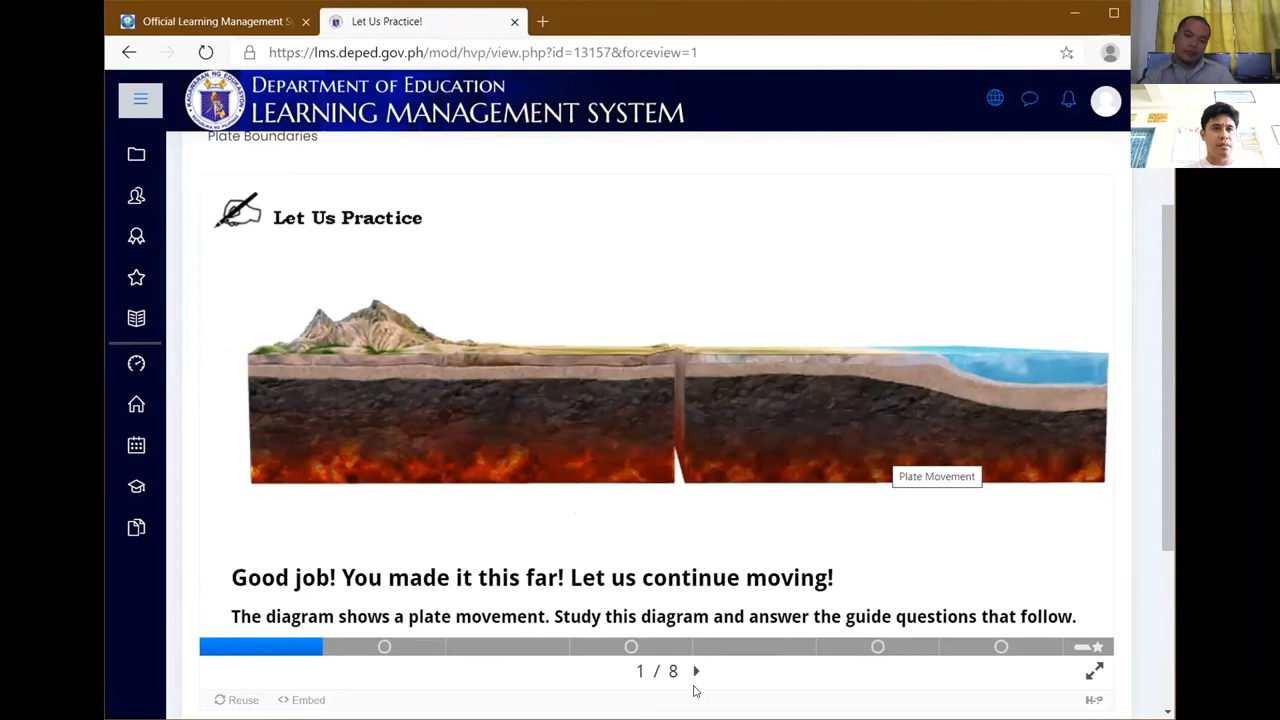 Official Learning Management S
Let Us Practice!
https://lms.deped.gov.ph/mod/hvp/view.php?id=13157&forceview=1
DEPARTMENT OF EDUCATION
LEARNING MANAGEMENT SYSTEM
Plate Boundaries
Let Us Practice
Plate Movement
Good job! You made it this far! Let us continue moving!
The diagram shows a plate movement. Study this diagram and answer the guide questions that follow.
1 / 8
Reuse
<> Embed
H-P